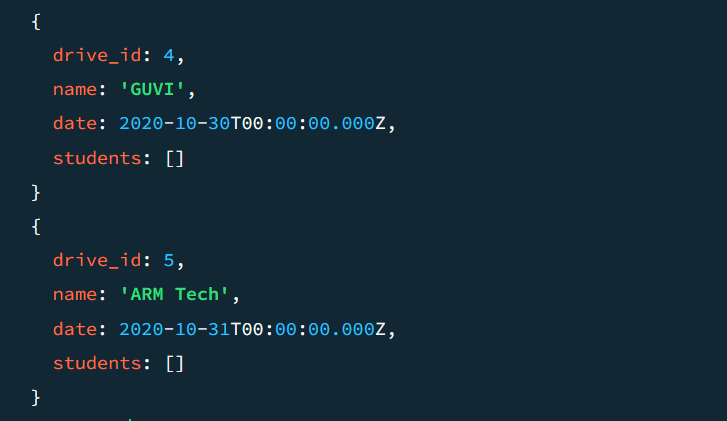 {
drive_id: 4,
name: 'GUVI',
date: 2020-10-30T00:00:00.000Z,
students: []
}
{
drive_id: 5,
name: 'ARM Tech',
date: 2020-10-31T00:00:00.000Z,
students: []
}